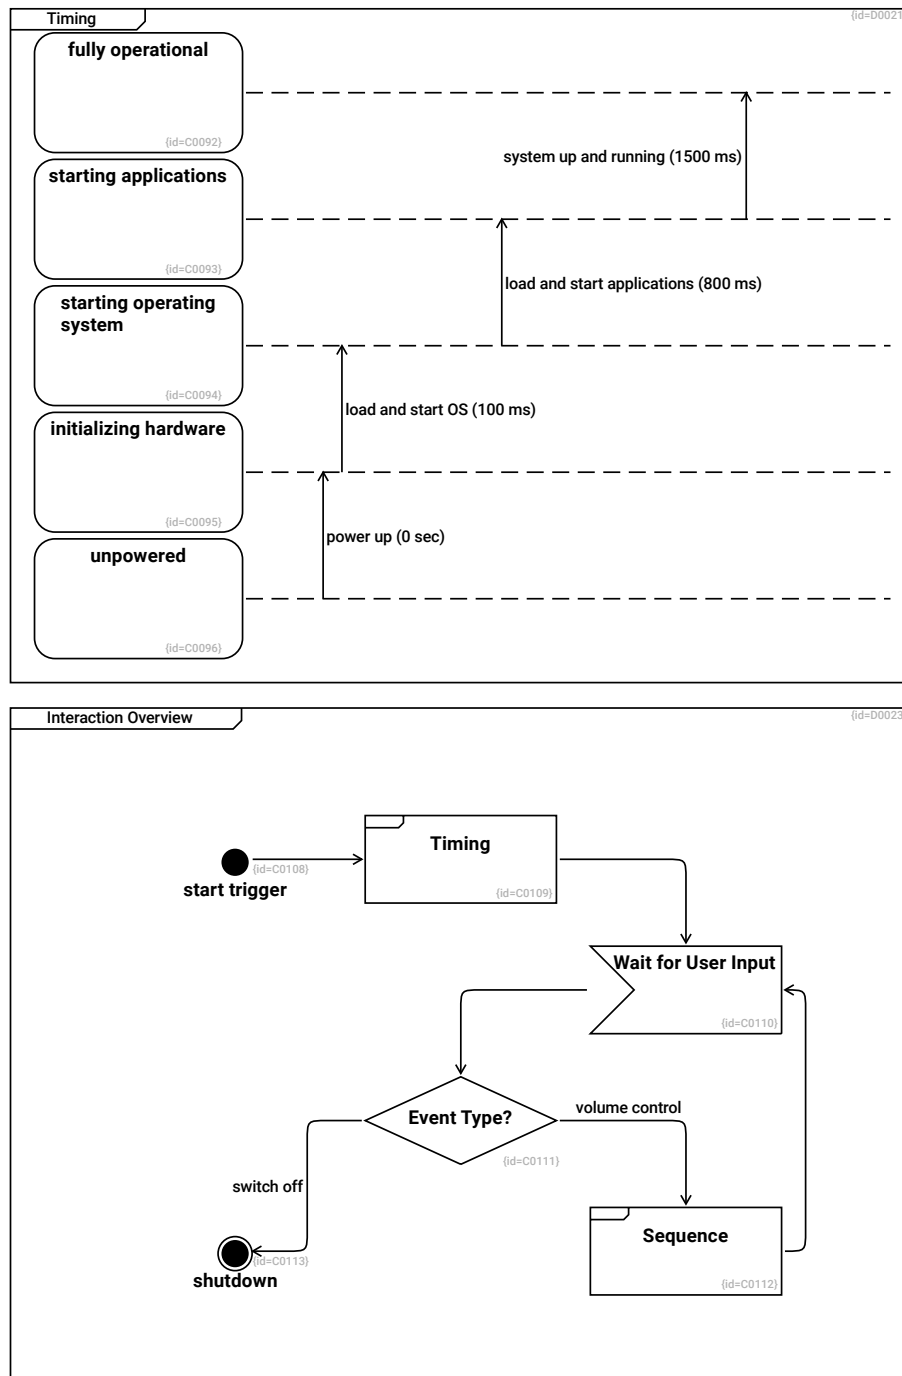 Timing
{id=D0021
fully operational
{id=C0092}
system up and running (1500 ms)
starting applications
{id=C0093}
load and start applications (800 ms)
starting operating
system
{id=C0094}
load and start OS (100 ms)
initializing hardware
{id=C0095}
power up (0 sec)
unpowered
{id=C0096}
Interaction Overview
{id=D0023
Timing
{id=C0109}
{id=C0108}
start trigger
Wait for User Input
{id=C0110}
Event Type?
{id=C0111}
volume control
switch off
Sequence
{id=C0112}
{id=C0113}
shutdown